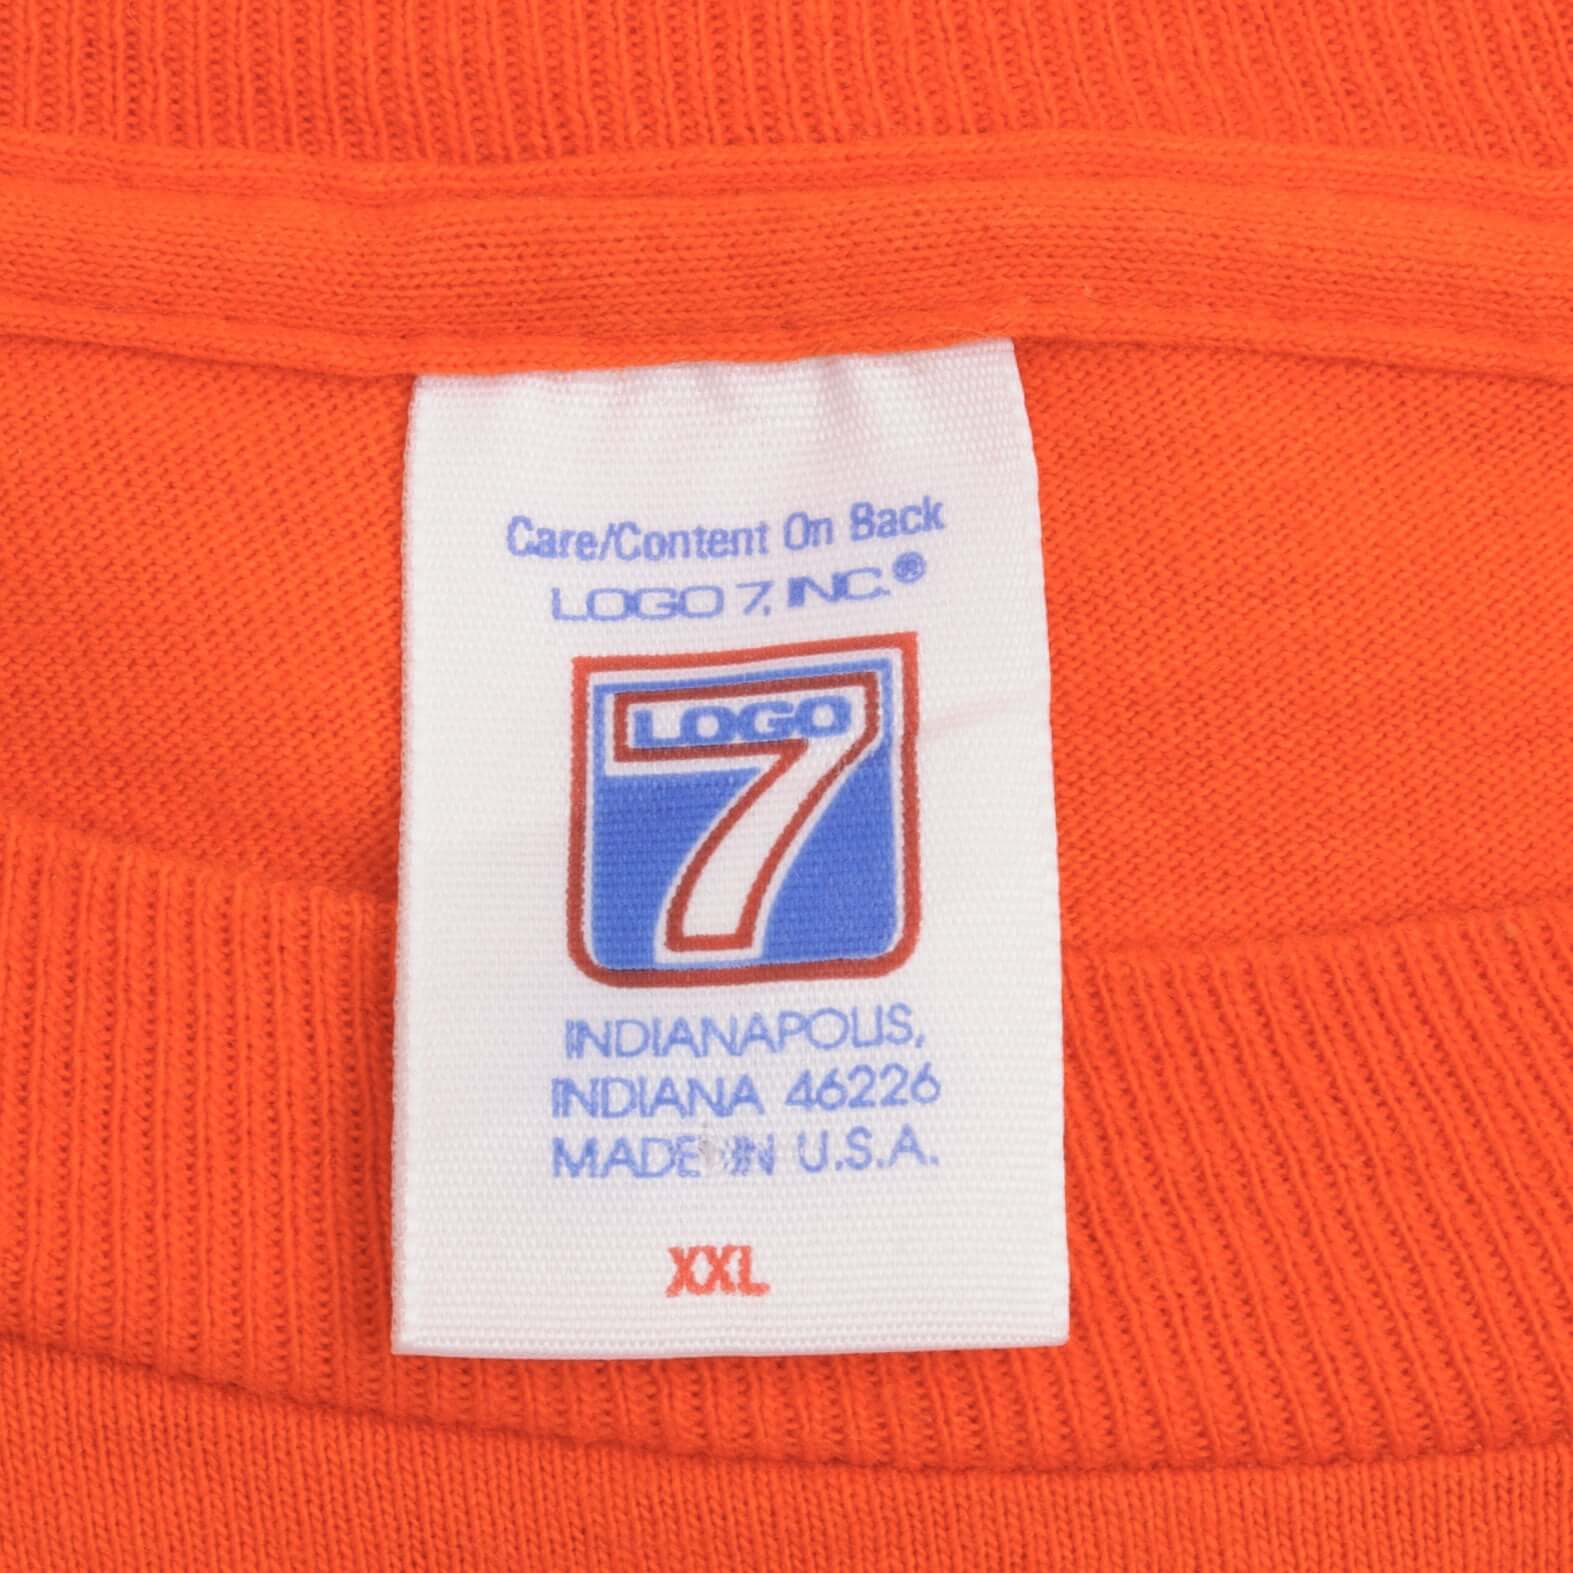 Care/Content On Back
LOGO 7, INC.®
LOGO
7
INDIANAPOLIS,
INDIANA 46226
MADE IN U.S.A.
XXL